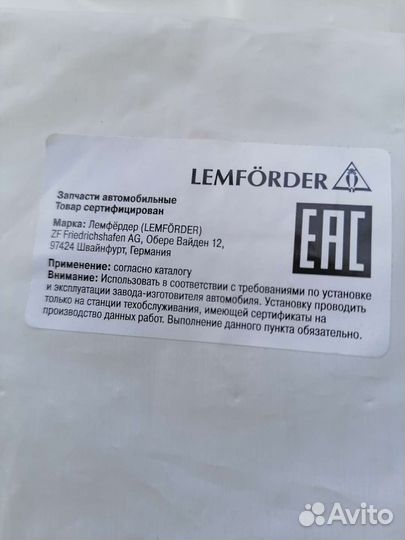 LEMFÖRDER
Запчасти автомобильные
Товар сертифицирован
Марка: Лемфёрдер (LEMFÖRDER)
ZF Friedrichshafen AG, Обере Вайден 12,
97424 Швайнфурт, Германия
EAC
Применение: согласно каталогу
Внимание: Использовать в соответствии с требованиями по установке
и эксплуатации завода-изготовителя автомобиля. Установку проводить
только на станции техобслуживания, имеющей сертификаты на
производство данных работ. Выполнение данного пункта обязательно.
Avito